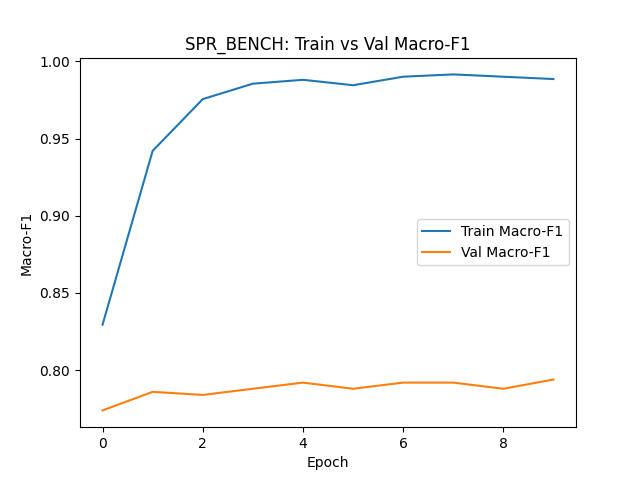 SPR_BENCH: Train vs Val Macro-F1
1.00
0.95
0.90
0.85
0.80
Macro-F1
Train Macro-F1
Val Macro-F1
0 2 4 6 8
Epoch